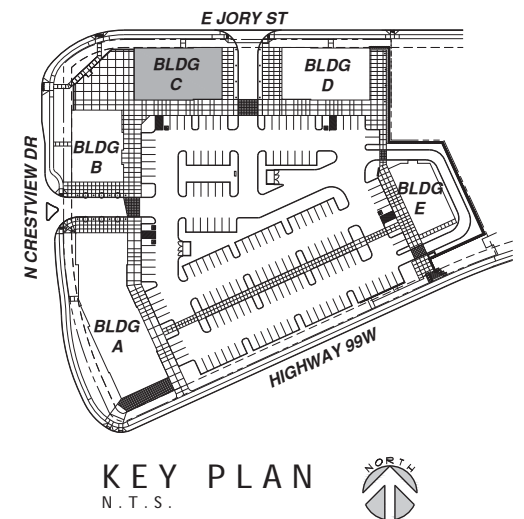 E JORY ST
BLDG
C
BLDG
D
BLDG
B
N CRESTVIEW DR
BLDG
E
BLDG
A
HIGHWAY 99W
KEY PLAN
N.T.S.
NORTH